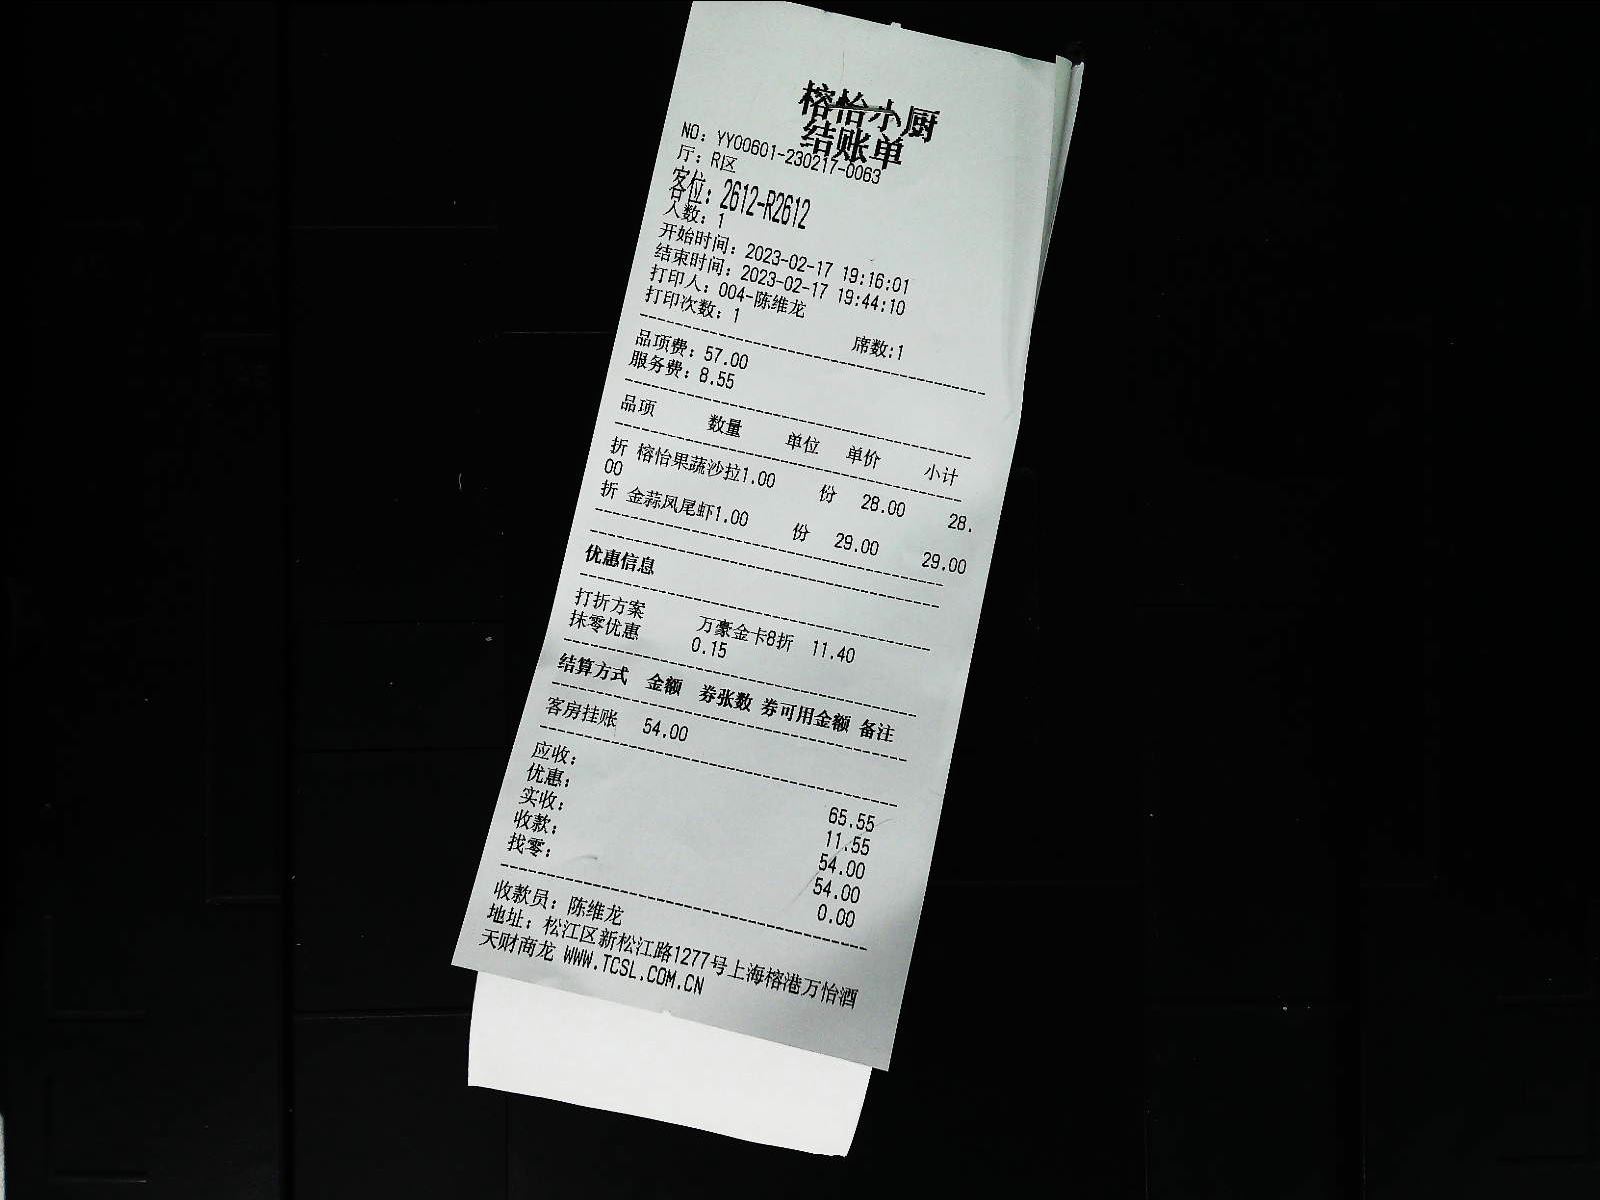 榕怡小厨
结账单
NO: YY00601-230217-0063
厅: R区
客位: 2612-R2612
人数: 1
开始时间: 2023-02-17 19:16:01
结束时间: 2023-02-17 19:44:10
打印人: 004-陈维龙
打印次数: 1 席数:1
品项费: 57.00
服务费: 8.55
品项 数量 单位 单价 小计
折 榕怡果蔬沙拉1.00 份 28.00 28.
00
折 金蒜凤尾虾1.00 份 29.00 29.00
优惠信息
打折方案 万豪金卡8折 11.40
抹零优惠 0.15
结算方式 金额 券张数 券可用金额 备注
客房挂账 54.00
应收: 65.55
优惠: 11.55
实收: 54.00
收款: 54.00
找零: 0.00
收款员: 陈维龙
地址: 松江区新松江路1277号上海榕港万怡酒
天财商龙 WWW.TCSL.COM.CN